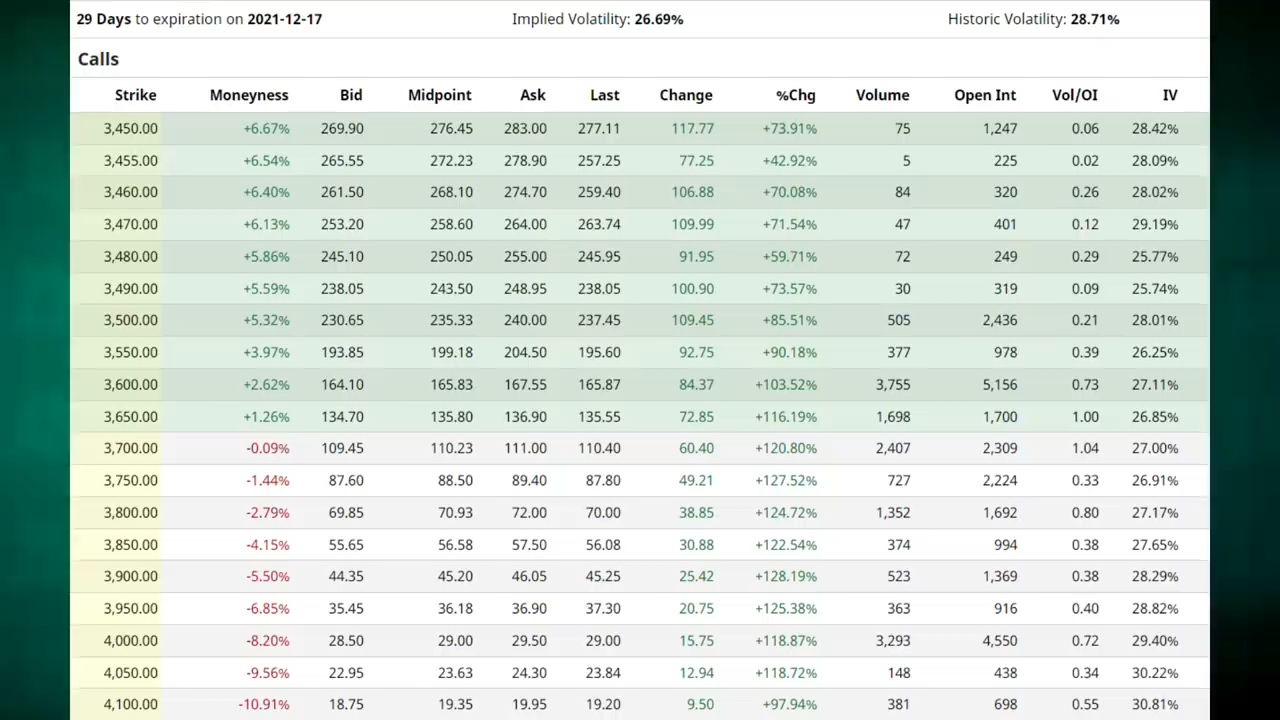 29 Days to expiration on 2021-12-17 Implied Volatility: 26.69% Historic Volatility: 28.71%
Calls
Strike Moneyness Bid Midpoint Ask Last Change %Chg Volume Open Int Vol/OI IV
3,450.00 +6.67% 269.90 276.45 283.00 277.11 117.77 +73.91% 75 1,247 0.06 28.42%
3,455.00 +6.54% 265.55 272.23 278.90 257.25 77.25 +42.92% 5 225 0.02 28.09%
3,460.00 +6.40% 261.50 268.10 274.70 259.40 106.88 +70.08% 84 320 0.26 28.02%
3,470.00 +6.13% 253.20 258.60 264.00 263.74 109.99 +71.54% 47 401 0.12 29.19%
3,480.00 +5.86% 245.10 250.05 255.00 245.95 91.95 +59.71% 72 249 0.29 25.77%
3,490.00 +5.59% 238.05 243.50 248.95 238.05 100.90 +73.57% 30 319 0.09 25.74%
3,500.00 +5.32% 230.65 235.33 240.00 237.45 109.45 +85.51% 505 2,436 0.21 28.01%
3,550.00 +3.97% 193.85 199.18 204.50 195.60 92.75 +90.18% 377 978 0.39 26.25%
3,600.00 +2.62% 164.10 165.83 167.55 165.87 84.37 +103.52% 3,755 5,156 0.73 27.11%
3,650.00 +1.26% 134.70 135.80 136.90 135.55 72.85 +116.19% 1,698 1,700 1.00 26.85%
3,700.00 -0.09% 109.45 110.23 111.00 110.40 60.40 +120.80% 2,407 2,309 1.04 27.00%
3,750.00 -1.44% 87.60 88.50 89.40 87.80 49.21 +127.52% 727 2,224 0.33 26.91%
3,800.00 -2.79% 69.85 70.93 72.00 70.00 38.85 +124.72% 1,352 1,692 0.80 27.17%
3,850.00 -4.15% 55.65 56.58 57.50 56.08 30.88 +122.54% 374 994 0.38 27.65%
3,900.00 -5.50% 44.35 45.20 46.05 45.25 25.42 +128.19% 523 1,369 0.38 28.29%
3,950.00 -6.85% 35.45 36.18 36.90 37.30 20.75 +125.38% 363 916 0.40 28.82%
4,000.00 -8.20% 28.50 29.00 29.50 29.00 15.75 +118.87% 3,293 4,550 0.72 29.40%
4,050.00 -9.56% 22.95 23.63 24.30 23.84 12.94 +118.72% 148 438 0.34 30.22%
4,100.00 -10.91% 18.75 19.35 19.95 19.20 9.50 +97.94% 381 698 0.55 30.81%